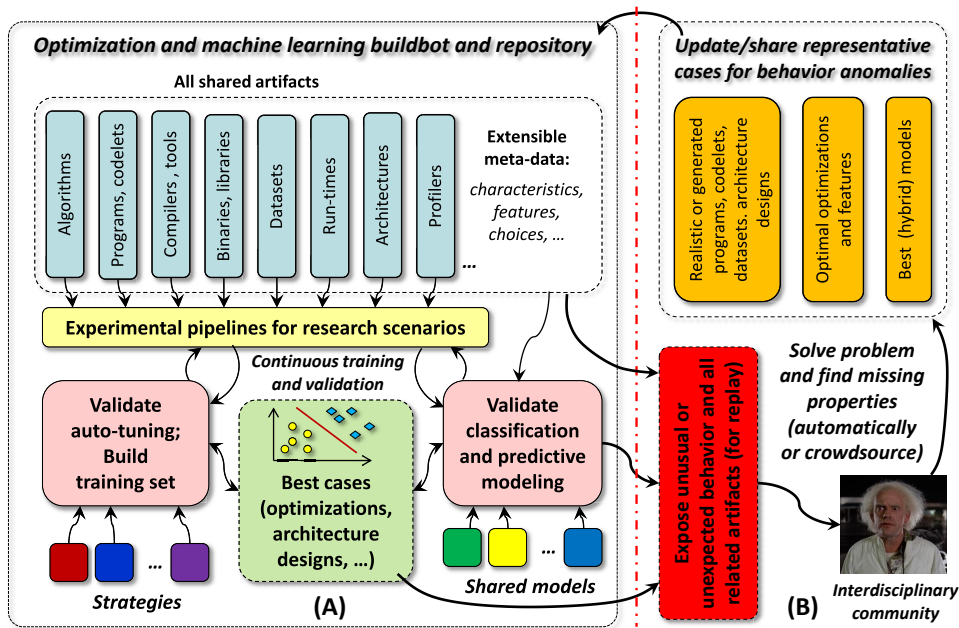 Optimization and machine learning buildbot and repository
All shared artifacts
Algorithms
Programs, codelets
Compilers , tools
Binaries, libraries
Datasets
Run-times
Architectures
Profilers
...
Extensible
meta-data:
characteristics,
features,
choices, ...
Experimental pipelines for research scenarios
Continuous training
and validation
Validate
auto-tuning;
Build
training set
Best cases
(optimizations,
architecture
designs, ...)
Validate
classification
and predictive
modeling
...
Strategies
(A)
...
Shared models
Update/share representative
cases for behavior anomalies
Realistic or generated
programs, codelets,
datasets. architecture
designs
Optimal optimizations
and features
Best (hybrid) models
Expose unusual or
unexpected behavior and all
related artifacts (for replay)
Solve problem
and find missing
properties
(automatically
or crowdsource)
(B)
Interdisciplinary
community